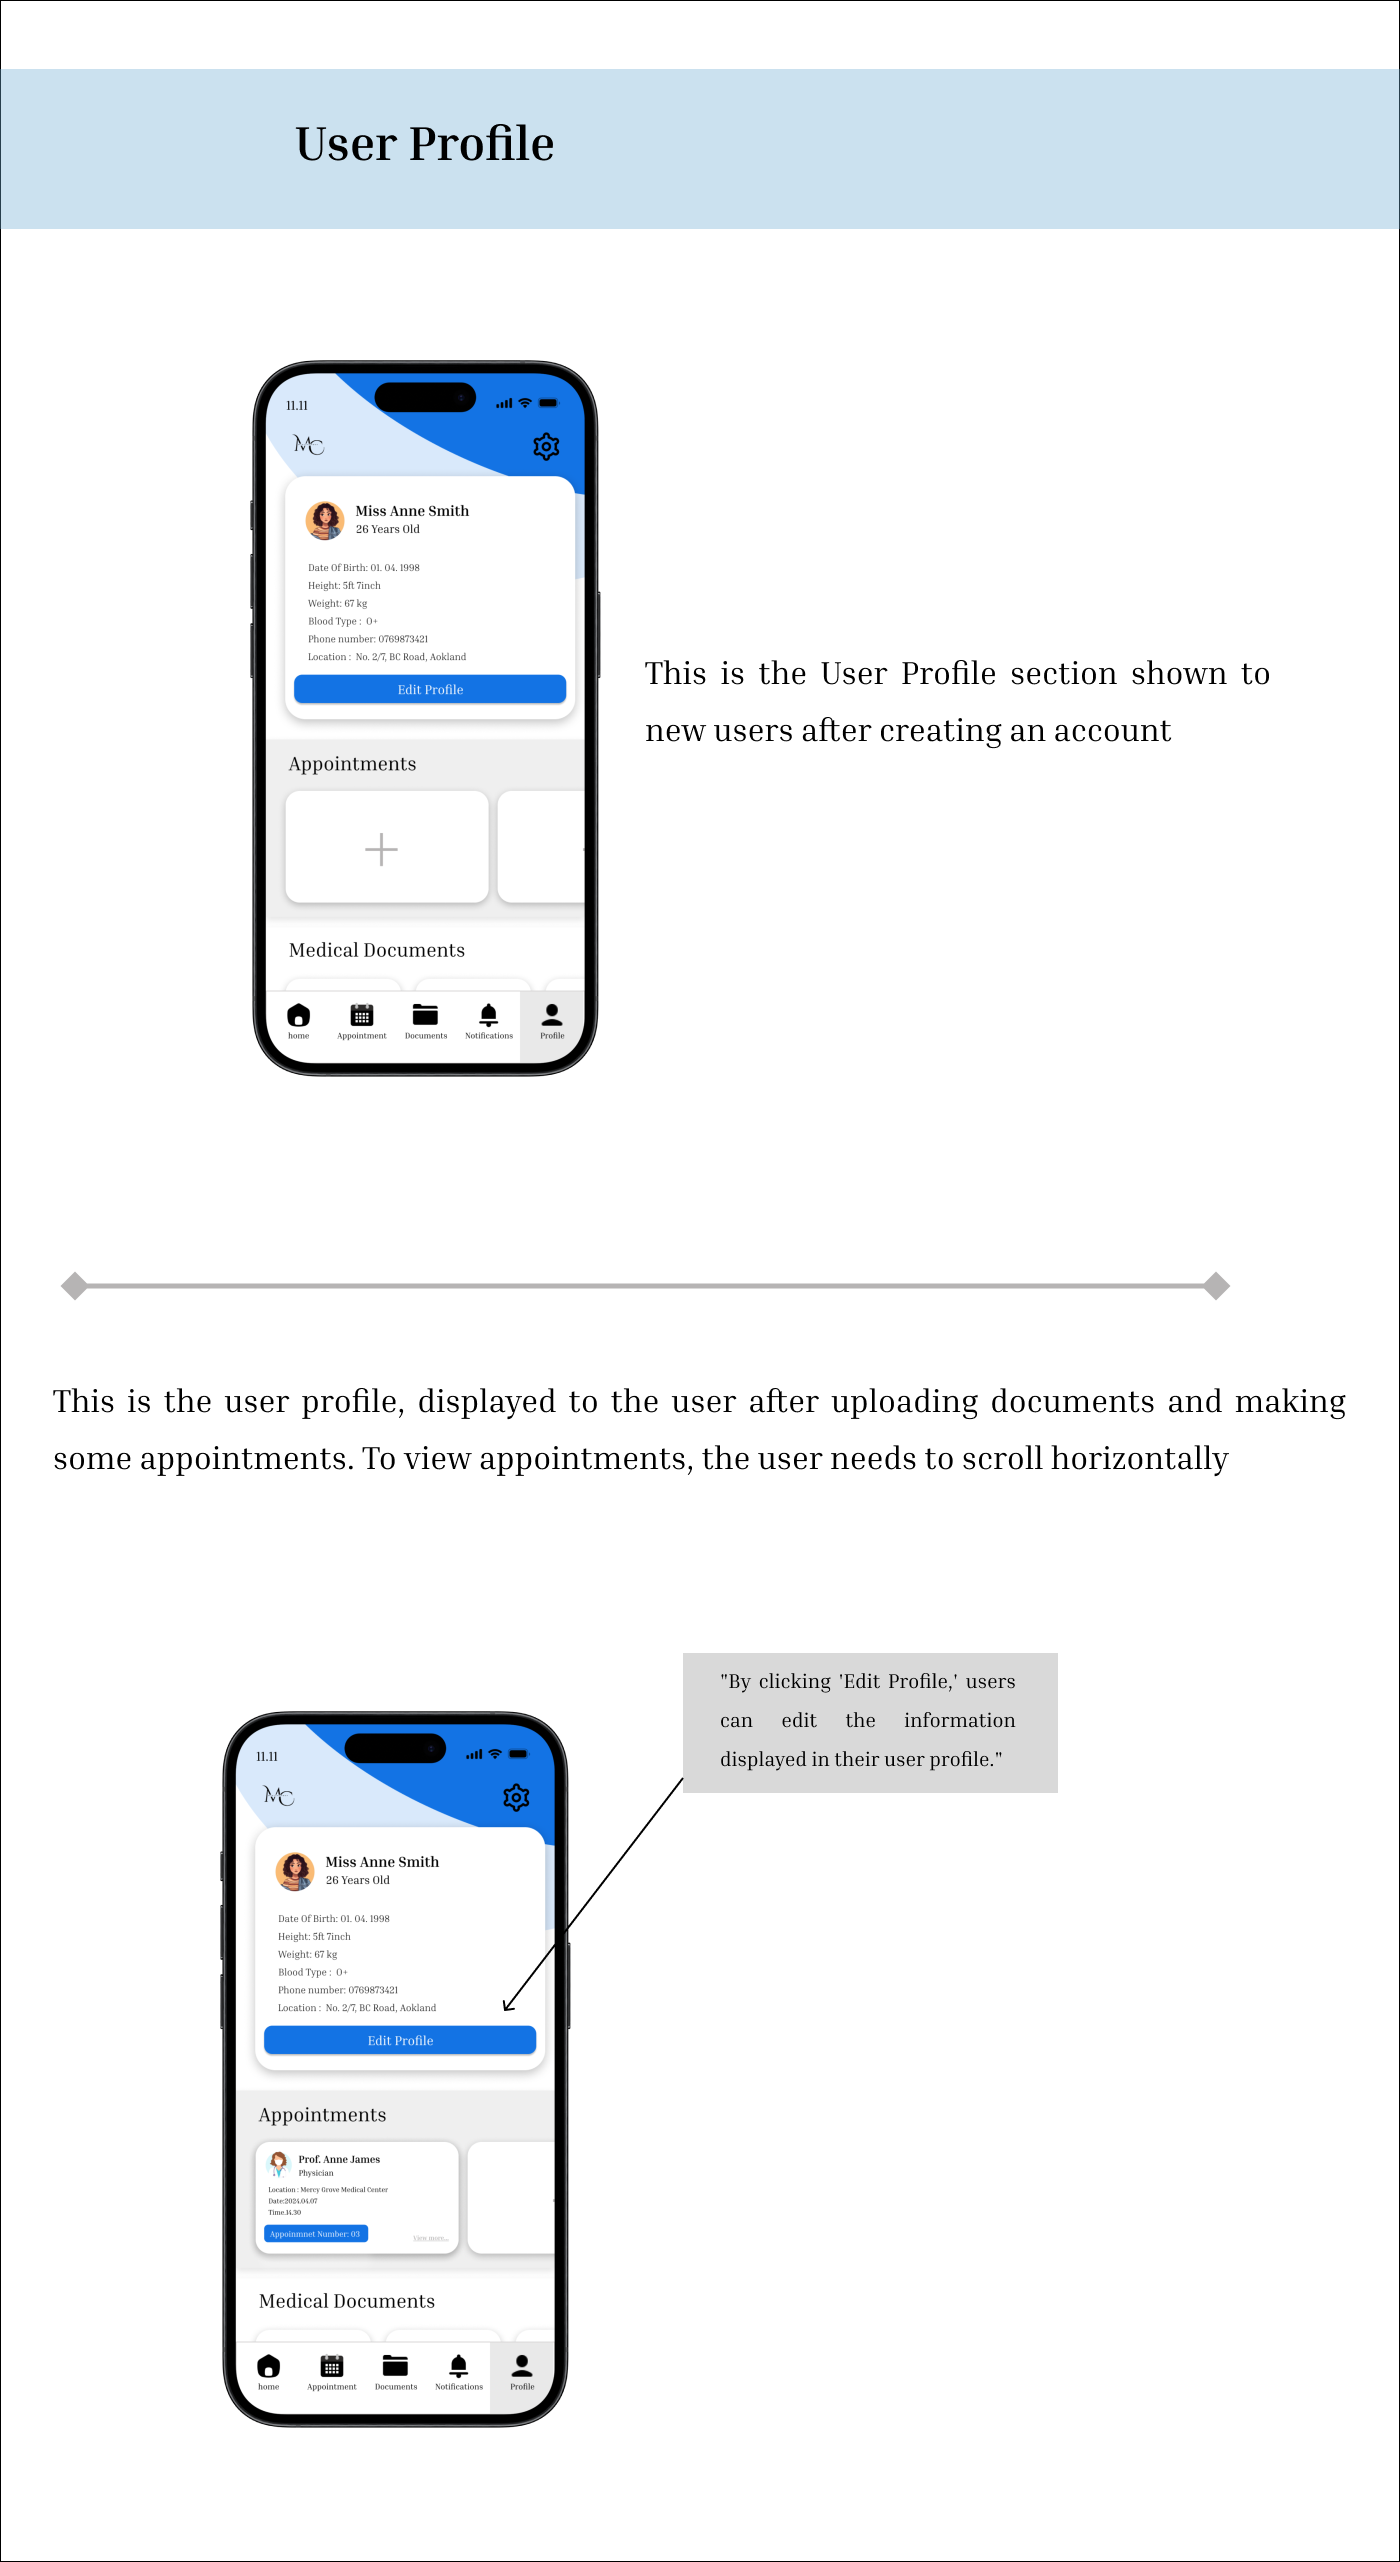 User Profile
11.11
MC
Miss Anne Smith
26 Years Old
Date Of Birth: 01. 04. 1998
Height: 5ft 7inch
Weight: 67 kg
Blood Type :  O+
Phone number: 0769873421
Location :  No. 2/7, BC Road, Aokland
Edit Profile
Appointments
Medical Documents
home Appointment Documents Notifications Profile
This is the User Profile section shown to
new users after creating an account
This is the user profile, displayed to the user after uploading documents and making
some appointments. To view appointments, the user needs to scroll horizontally
"By clicking 'Edit Profile,' users
can edit the information
displayed in their user profile."
11.11
MC
Miss Anne Smith
26 Years Old
Date Of Birth: 01. 04. 1998
Height: 5ft 7inch
Weight: 67 kg
Blood Type :  O+
Phone number: 0769873421
Location :  No. 2/7, BC Road, Aokland
Edit Profile
Appointments
Prof. Anne James
Physician
Location : Mercy Grove Medical Center
Date:2024.04.07
Time.14.30
Appoinmnet Number: 03
View more...
Medical Documents
home Appointment Documents Notifications Profile